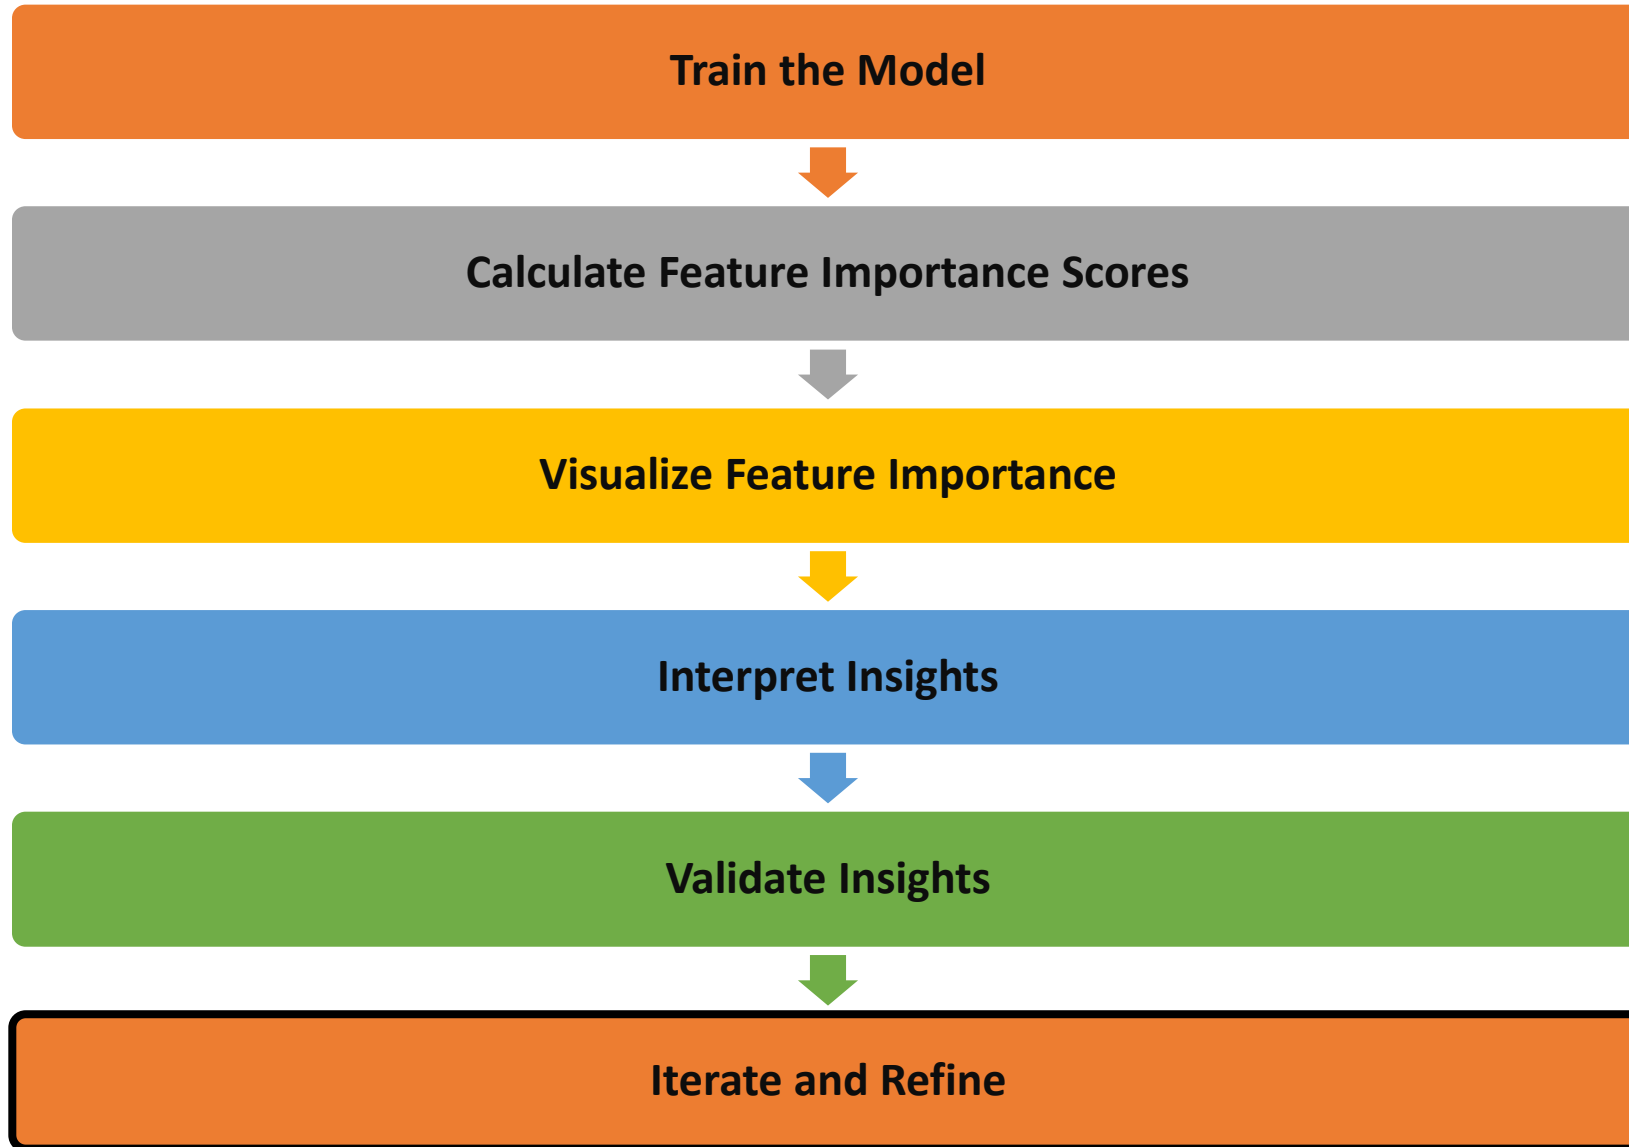 Train the Model
Calculate Feature Importance Scores
Visualize Feature Importance
Interpret Insights
Validate Insights
Iterate and Refine